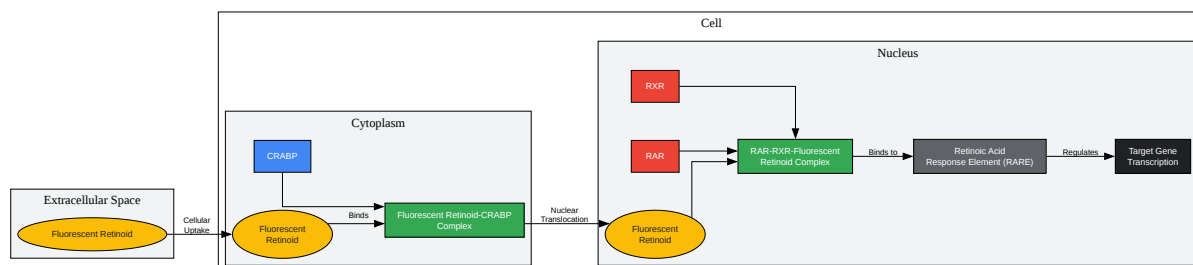 Cell
Nucleus
RXR
Cytoplasm
CRABP
RAR
RAR-RXR-Fluorescent
Retinoid Complex
Binds to
Retinoic Acid
Response Element (RARE)
Regulates
Target Gene
Transcription
Extracellular Space
Fluorescent Retinoid
Cellular
Uptake
Fluorescent
Retinoid
Binds
Fluorescent Retinoid-CRABP
Complex
Nuclear
Translocation
Fluorescent
Retinoid